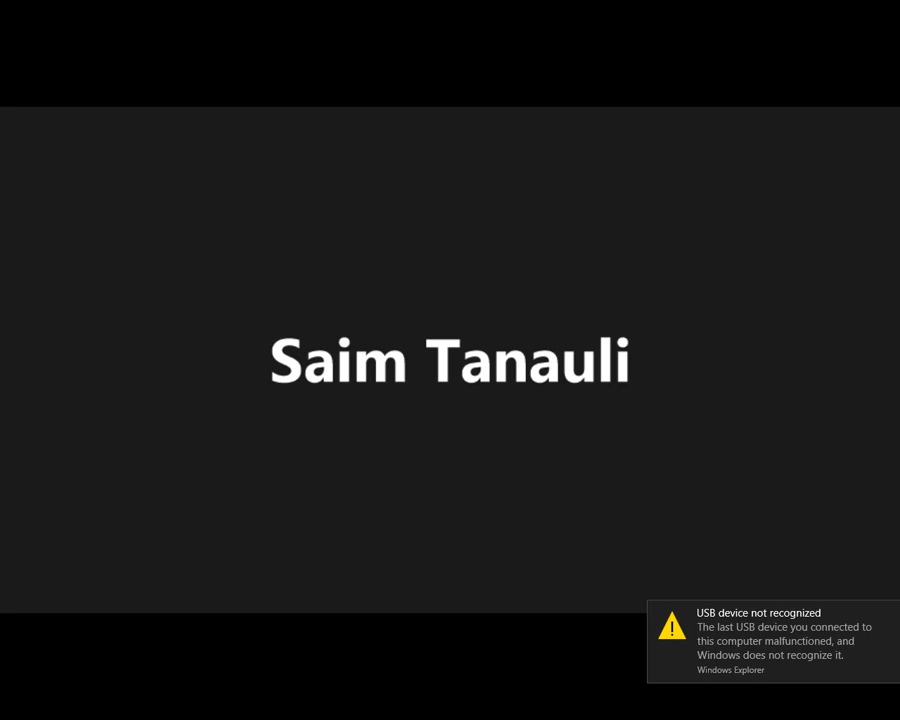 Saim Tanauli
USB device not recognized
The last USB device you connected to
this computer malfunctioned, and
Windows does not recognize it.
Windows Explorer